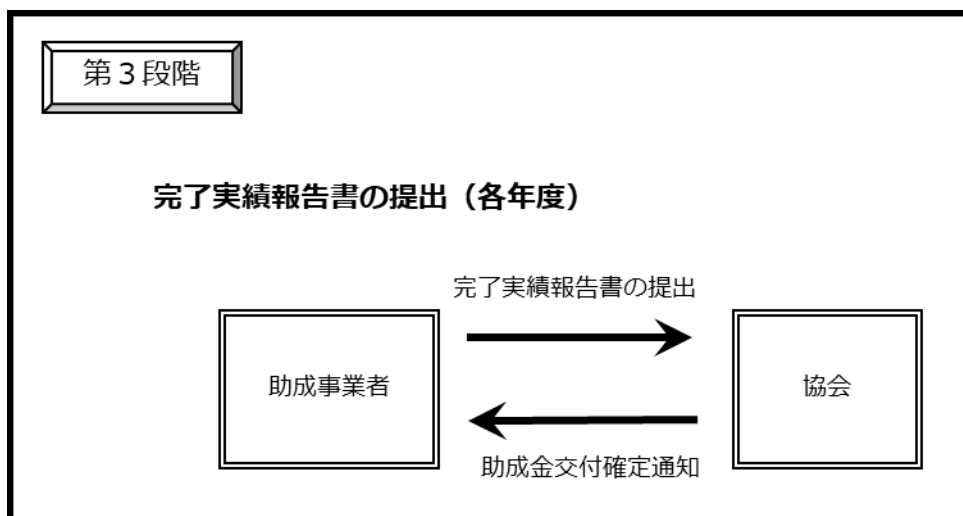 第３段階
完了実績報告書の提出（各年度）
完了実績報告書の提出
助成事業者
協会
助成金交付確定通知